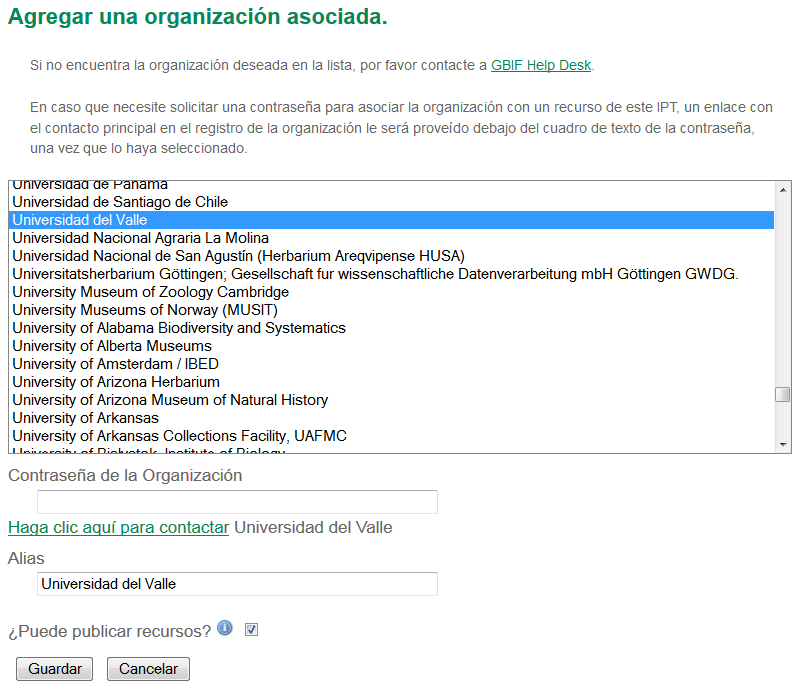 Agregar una organización asociada.
Si no encuentra la organización deseada en la lista, por favor contacte a GBIF Help Desk.
En caso que necesite solicitar una contraseña para asociar la organización con un recurso de este IPT, un enlace con
el contacto principal en el registro de la organización le será proveído debajo del cuadro de texto de la contraseña,
una vez que lo haya seleccionado.
Universidad de Panamá
Universidad de Santiago de Chile
Universidad del Valle
Universidad Nacional Agraria La Molina
Universidad Nacional de San Agustín (Herbarium Areqvipense HUSA)
Universitatsherbarium Göttingen; Gesellschaft fur wissenschaftliche Datenverarbeitung mbH Göttingen GWDG.
University Museum of Zoology Cambridge
University Museums of Norway (MUSIT)
University of Alabama Biodiversity and Systematics
University of Alberta Museums
University of Amsterdam / IBED
University of Arizona Herbarium
University of Arizona Museum of Natural History
University of Arkansas
University of Arkansas Collections Facility, UAFMC
University of Bialystok, Institute of Biology
Contraseña de la Organización
Haga clic aquí para contactar Universidad del Valle
Alias
Universidad del Valle
¿Puede publicar recursos?
Guardar Cancelar